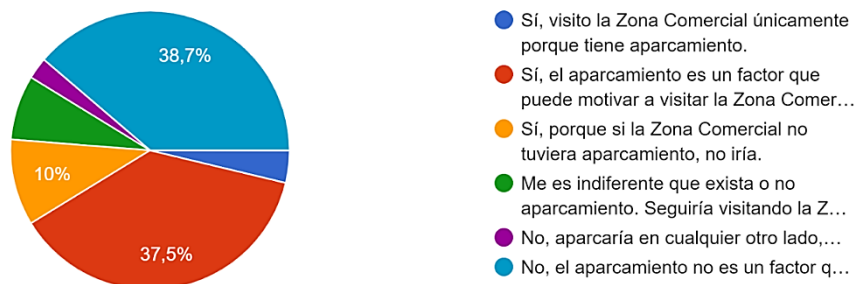 38,7%
10%
37,5%
Sí, visito la Zona Comercial únicamente
porque tiene aparcamiento.
Sí, el aparcamiento es un factor que
puede motivar a visitar la Zona Comer…
Sí, porque si la Zona Comercial no
tuviera aparcamiento, no iría.
Me es indiferente que exista o no
aparcamiento. Seguiría visitando la Z…
No, aparcaría en cualquier otro lado,…
No, el aparcamiento no es un factor q…